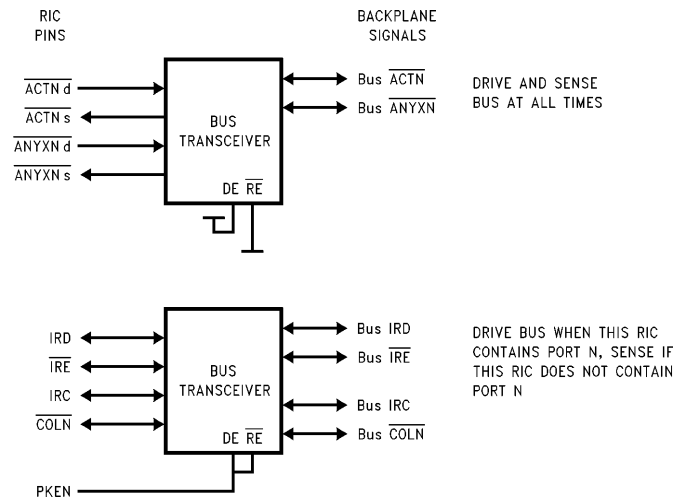 RIC
PINS
BACKPLANE
SIGNALS
ACTN d
ACTN s
ANYXN d
ANYXN s
BUS
TRANSCEIVER
DE RE
Bus ACTN
Bus ANYXN
DRIVE AND SENSE
BUS AT ALL TIMES
IRD
IRE
IRC
COLN
BUS
TRANSCEIVER
DE RE
Bus IRD
Bus IRE
Bus IRC
Bus COLN
DRIVE BUS WHEN THIS RIC
CONTAINS PORT N, SENSE IF
THIS RIC DOES NOT CONTAIN
PORT N
PKEN